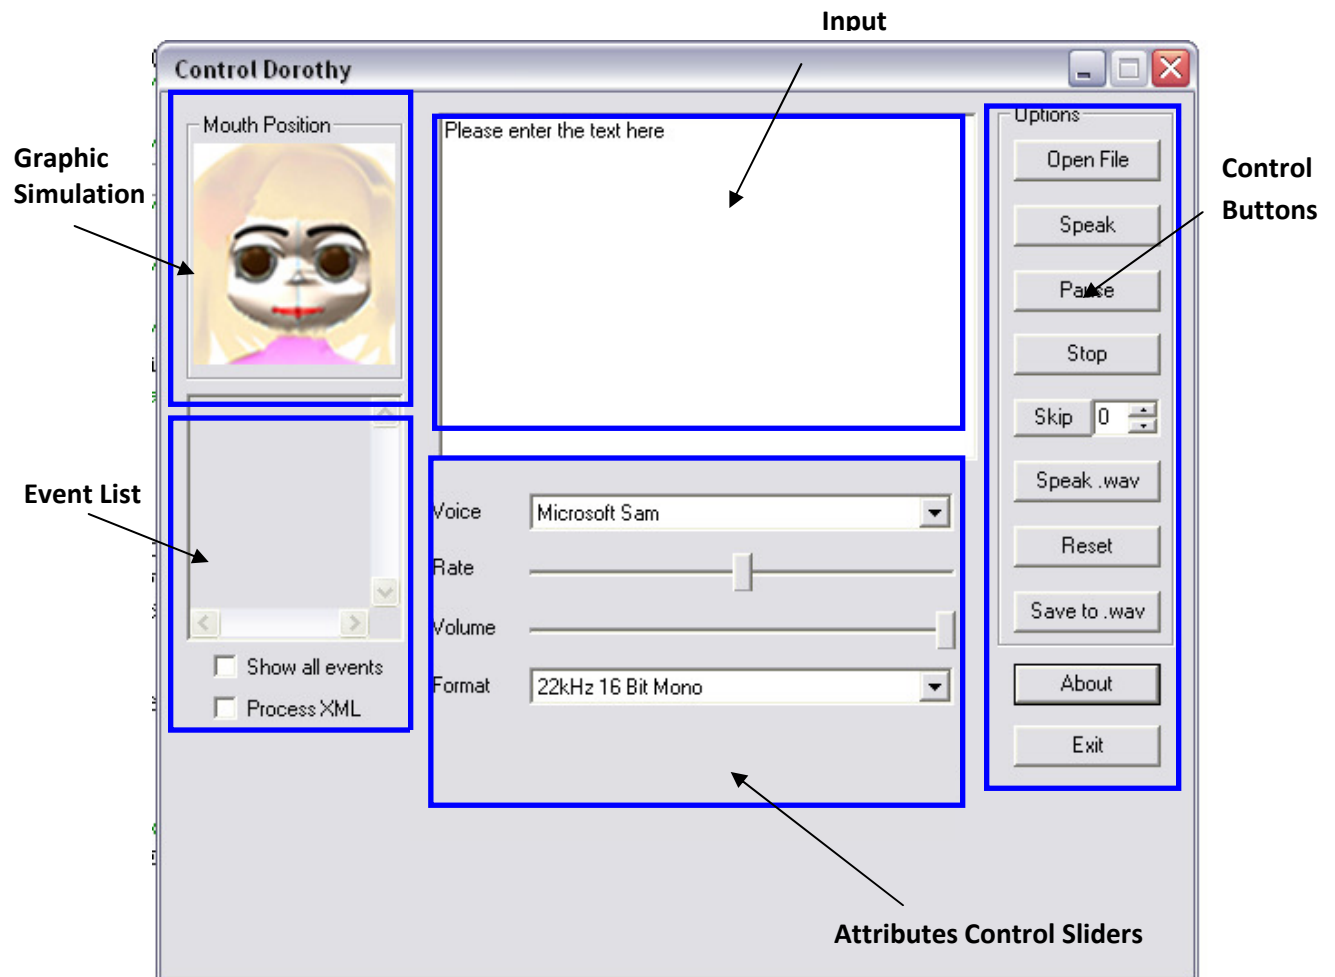 Input
Control Dorothy
Mouth Position
Please enter the text here
Options
Open File
Graphic
Simulation
Control
Buttons
Speak
Pause
Stop
Skip 0
Event List
Speak .wav
Voice Microsoft Sam
Reset
Rate
Save to .wav
Volume
Show all events
Format 22kHz 16 Bit Mono
About
Process XML
Exit
Attributes Control Sliders